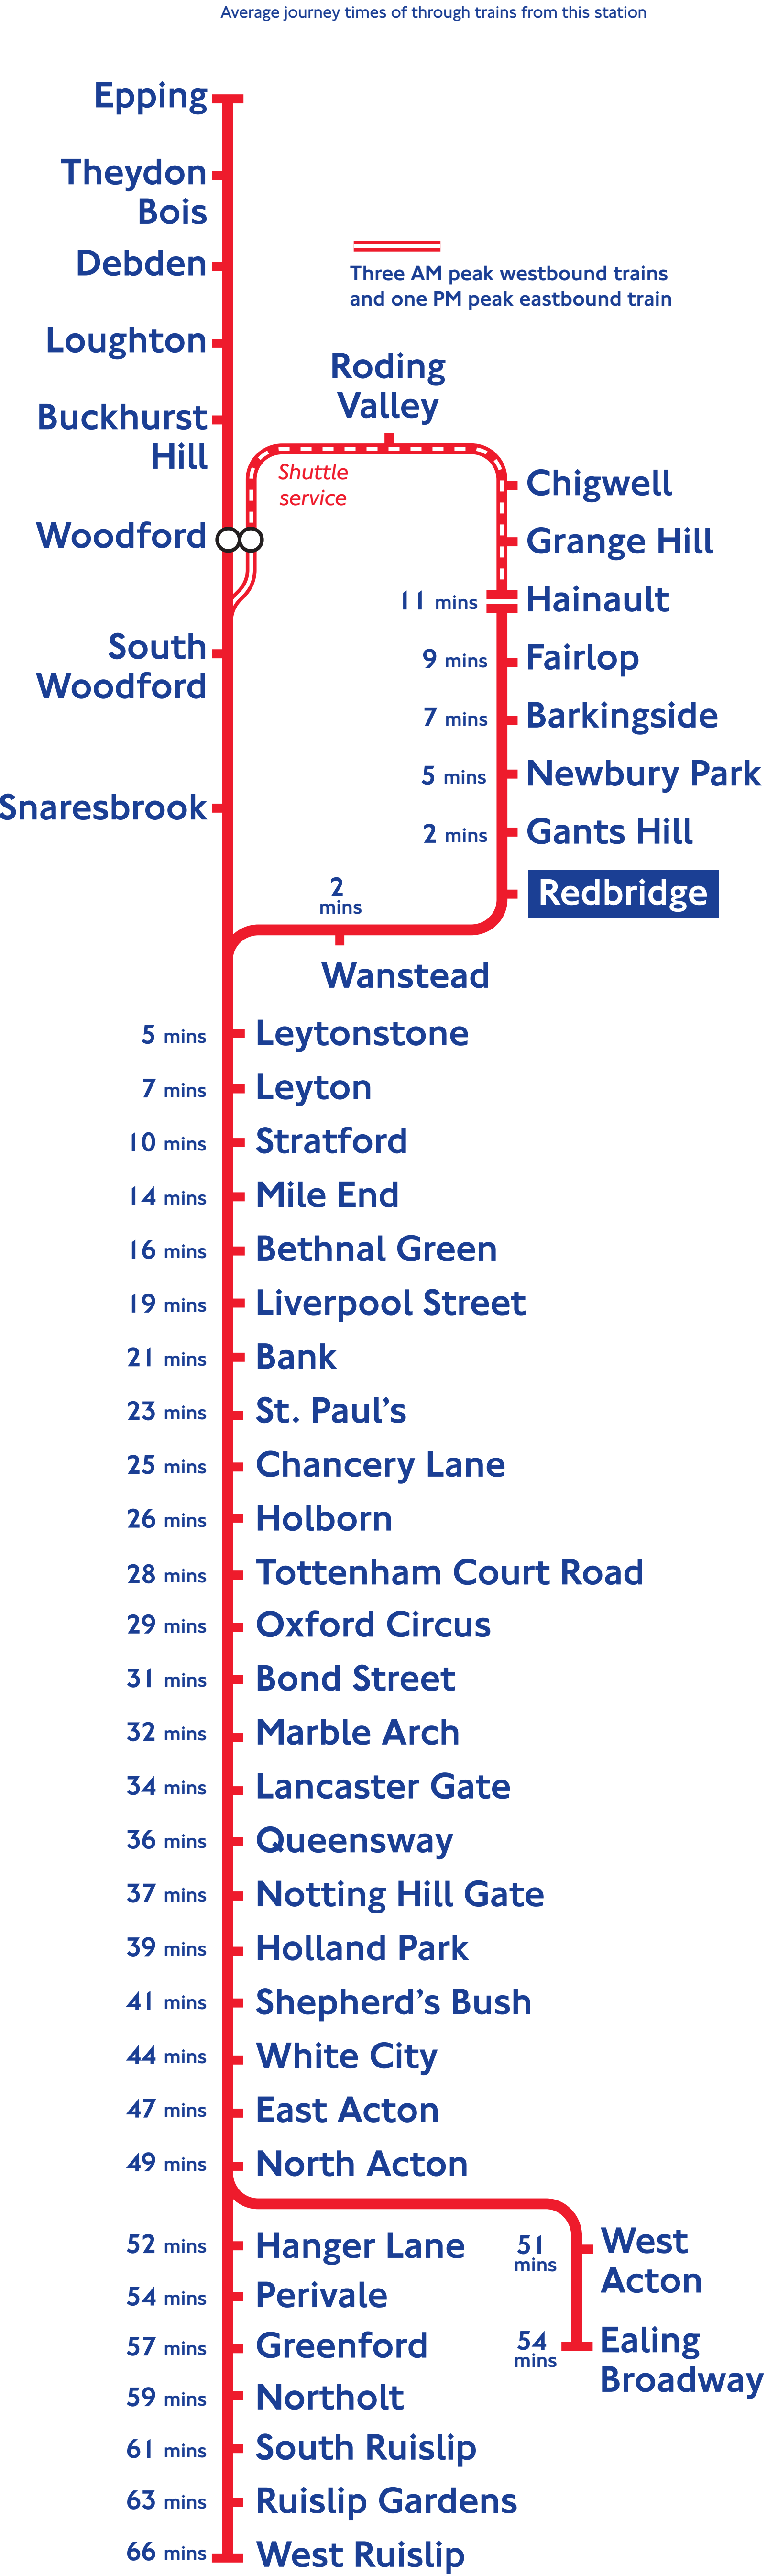 Average journey times of through trains from this station
Epping
Theydon
Bois
Debden
Loughton
Buckhurst
Hill
Woodford
South
Woodford
Snaresbrook
Three AM peak westbound trains
and one PM peak eastbound train
Roding
Valley
Shuttle
service
Chigwell
Grange Hill
11 mins Hainault
9 mins Fairlop
7 mins Barkingside
5 mins Newbury Park
2 mins Gants Hill
Redbridge
2
mins
Wanstead
5 mins Leytonstone
7 mins Leyton
10 mins Stratford
14 mins Mile End
16 mins Bethnal Green
19 mins Liverpool Street
21 mins Bank
23 mins St. Paul's
25 mins Chancery Lane
26 mins Holborn
28 mins Tottenham Court Road
29 mins Oxford Circus
31 mins Bond Street
32 mins Marble Arch
34 mins Lancaster Gate
36 mins Queensway
37 mins Notting Hill Gate
39 mins Holland Park
41 mins Shepherd's Bush
44 mins White City
47 mins East Acton
49 mins North Acton
52 mins Hanger Lane
54 mins Perivale
57 mins Greenford
59 mins Northolt
61 mins South Ruislip
63 mins Ruislip Gardens
66 mins West Ruislip
51
mins
West
Acton
54
mins
Ealing
Broadway